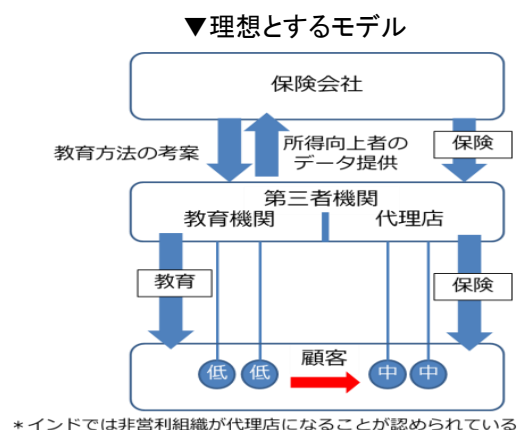 ▼理想とするモデル
保険会社
教育方法の考案
所得向上者の
データ提供
保険
第三者機関
教育機関
代理店
教育
保険
顧客
低
低
中
中
＊インドでは非営利組織が代理店になることが認められている